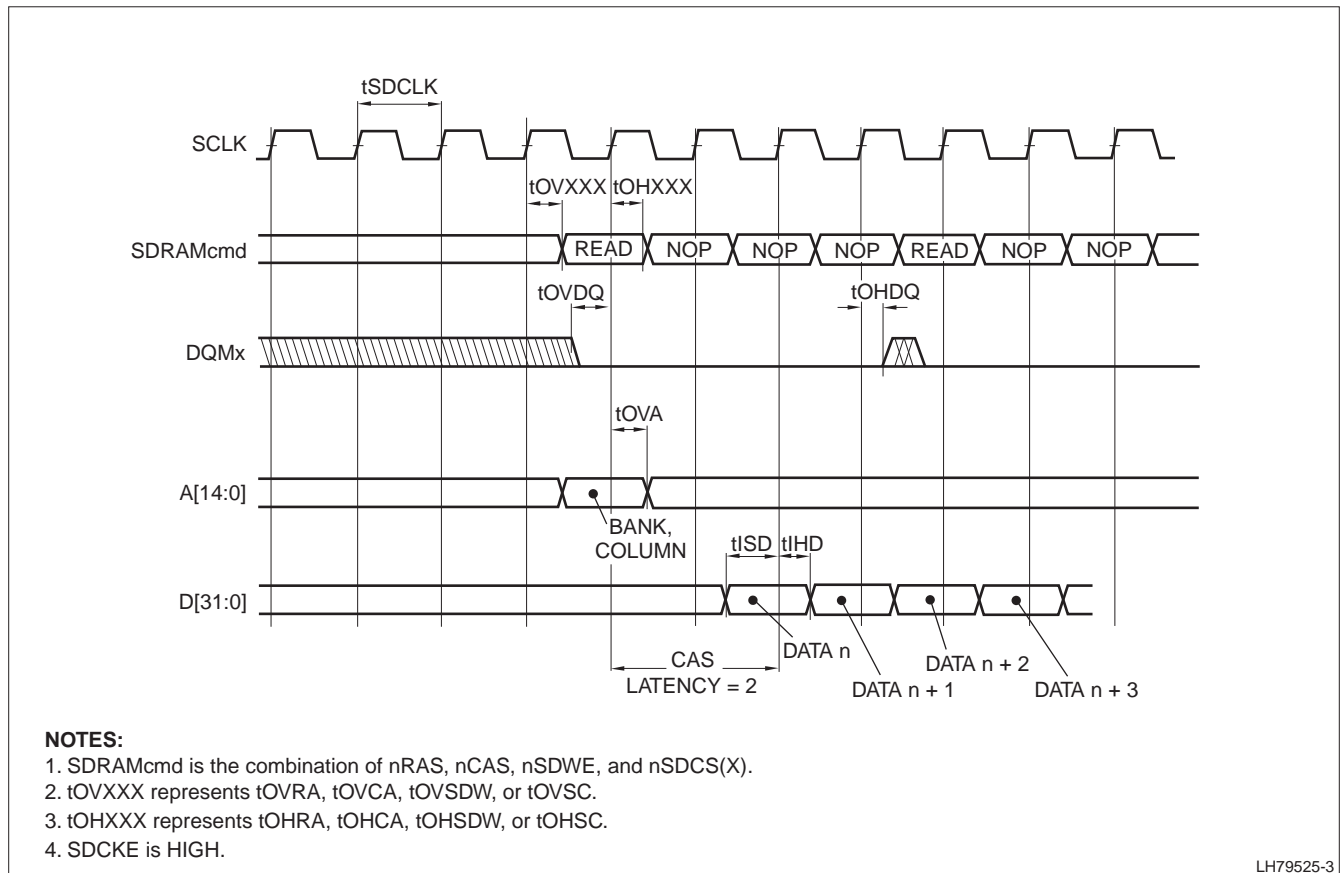 tSDCLK
SCLK
tOVXXX tOHXXX
SDRAMcmd READ NOP NOP NOP READ NOP NOP
tOVDQ tOHDQ
DQMx
tOVA
A[14:0]
BANK,
COLUMN
tISD tIHD
D[31:0]
DATA n
CAS
LATENCY = 2
DATA n + 2
DATA n + 1
DATA n + 3
NOTES:
1. SDRAMcmd is the combination of nRAS, nCAS, nSDWE, and nSDCS(X).
2. tOVXXX represents tOVRA, tOVCA, tOVSDW, or tOVSC.
3. tOHXXX represents tOHRA, tOHCA, tOHSDW, or tOHSC.
4. SDCKE is HIGH.
LH79525-3